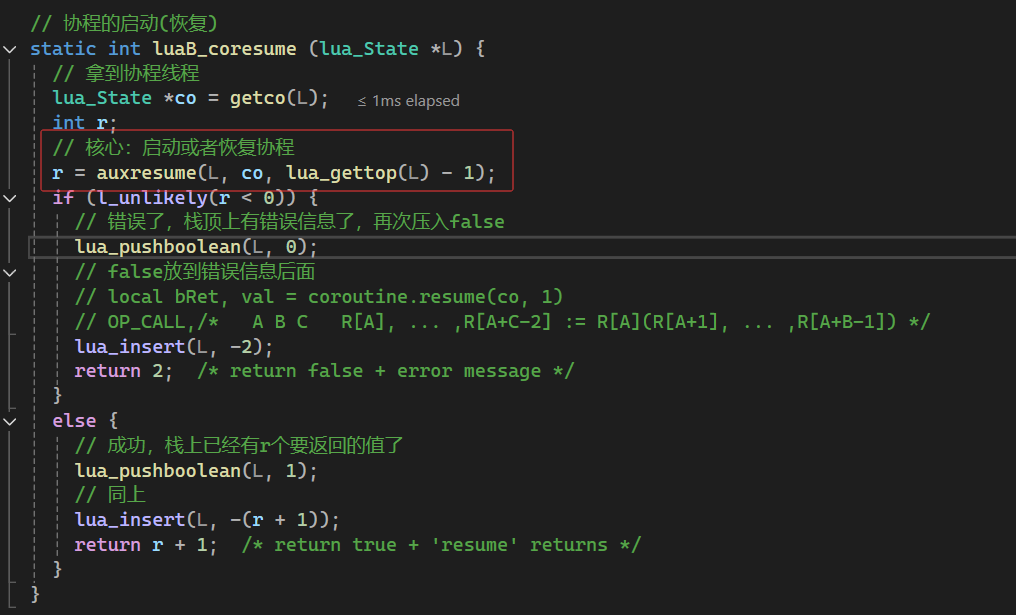 // 协程的启动(恢复)
static int luaB_coresume (lua_State *L) {
// 拿到协程线程
lua_State *co = getco(L); ≤ 1ms elapsed
int r;
// 核心: 启动或者恢复协程
r = auxresume(L, co, lua_gettop(L) - 1);
if (l_unlikely(r < 0)) {
// 错误了, 栈顶上有错误信息了, 再次压入false
lua_pushboolean(L, 0);
// false放到错误信息后面
// local bRet, val = coroutine.resume(co, 1)
// OP_CALL,/* A B C R[A], ... ,R[A+C-2] := R[A](R[A+1], ... ,R[A+B-1]) */
lua_insert(L, -2);
return 2; /* return false + error message */
}
else {
// 成功, 栈上已经有r个要返回的值了
lua_pushboolean(L, 1);
// 同上
lua_insert(L, -(r + 1));
return r + 1; /* return true + 'resume' returns */
}
}